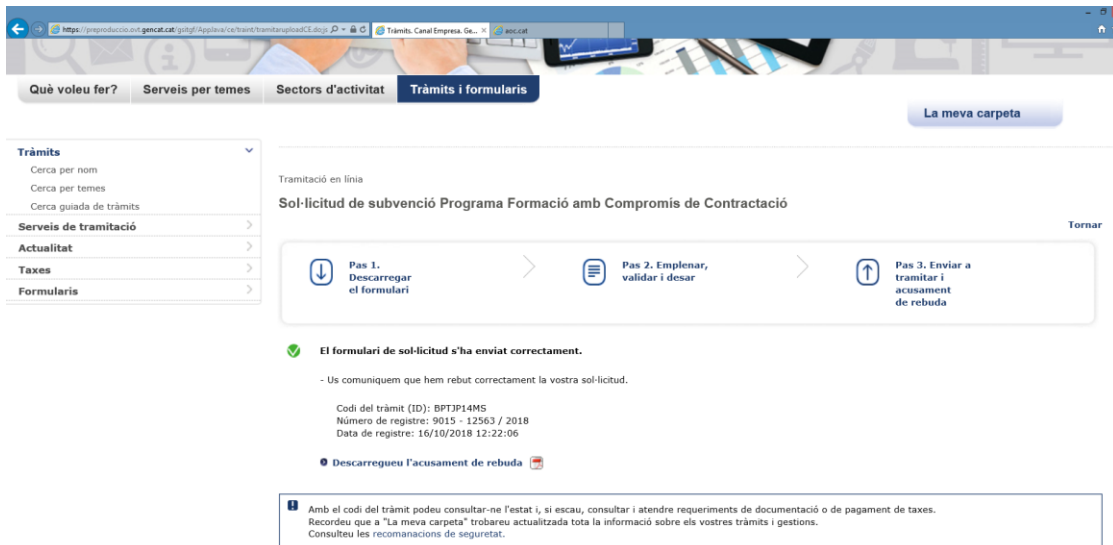 https://preproduccio.ovt.gencat.cat/gsitgf/AppJava/ce/traint/tramitaruploadCE.do;js
Tràmits. Canal Empresa. Ge...
aoc.cat
Què voleu fer?
Serveis per temes
Sectors d'activitat
Tràmits i formularis
La meva carpeta
Tràmits
Cerca per nom
Cerca per temes
Cerca guiada de tràmits
Serveis de tramitació
Actualitat
Taxes
Formularis
Tramitació en línia
Sol·licitud de subvenció Programa Formació amb Compromís de Contractació
Tornar
Pas 1.
Descarregar
el formulari
Pas 2. Emplenar,
validar i desar
Pas 3. Enviar a
tramitar i
acusament
de rebuda
El formulari de sol·licitud s'ha enviat correctament.
- Us comuniquem que hem rebut correctament la vostra sol·licitud.
Codi del tràmit (ID): BPTJP14MS
Número de registre: 9015 - 12563 / 2018
Data de registre: 16/10/2018 12:22:06
Descarregueu l'acusament de rebuda
Amb el codi del tràmit podeu consultar-ne l'estat i, si escau, consultar i atendre requeriments de documentació o de pagament de taxes.
Recordeu que a "La meva carpeta" trobareu actualitzada tota la informació sobre els vostres tràmits i gestions.
Consulteu les recomanacions de seguretat.